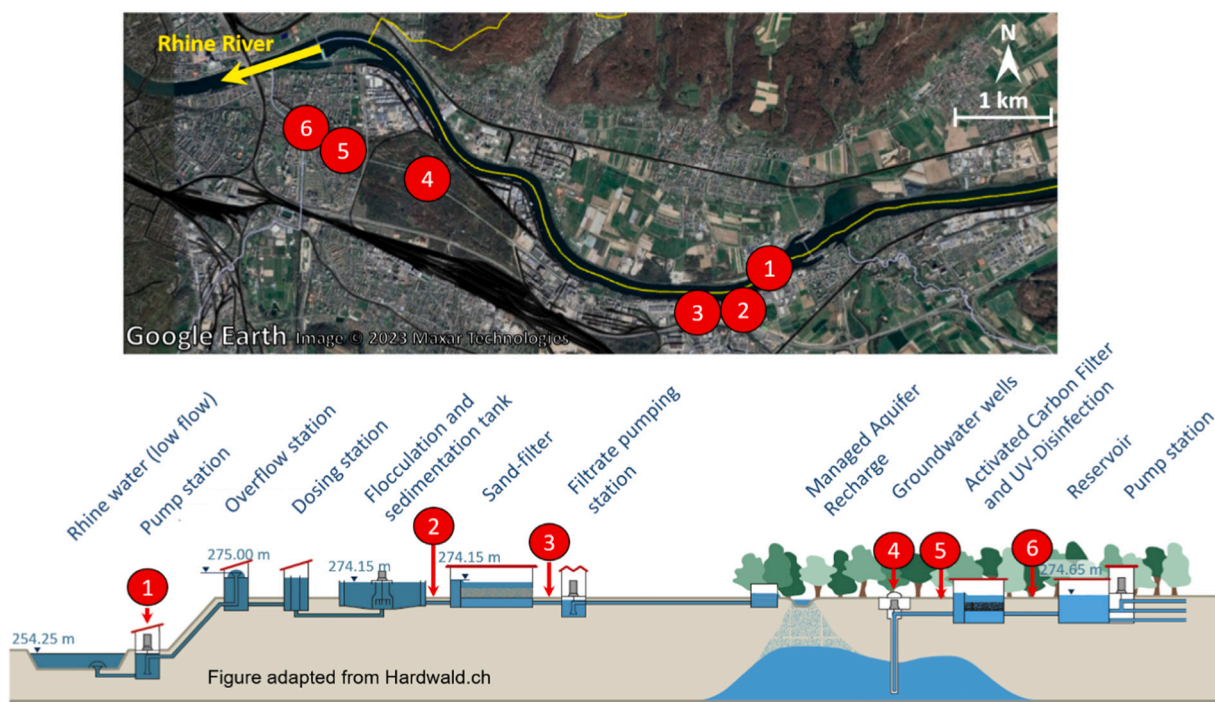 Rhine River
N
1 km
6
5
4
1
3
2
Google Earth Image © 2023 Maxar Technologies
Rhine water (low flow)
Pump station
Overflow station
Dosing station
Flocculation and
sedimentation tank
Sand-filter
Filtrate pumping
station
Managed Aquifer
Recharge
Groundwater wells
Activated Carbon Filter
and UV-Disinfection
Reservoir
Pump station
1
2
3
4
5
6
275.00 m
274.15 m
274.15 m
274.65 m
254.25 m
Figure adapted from Hardwald.ch